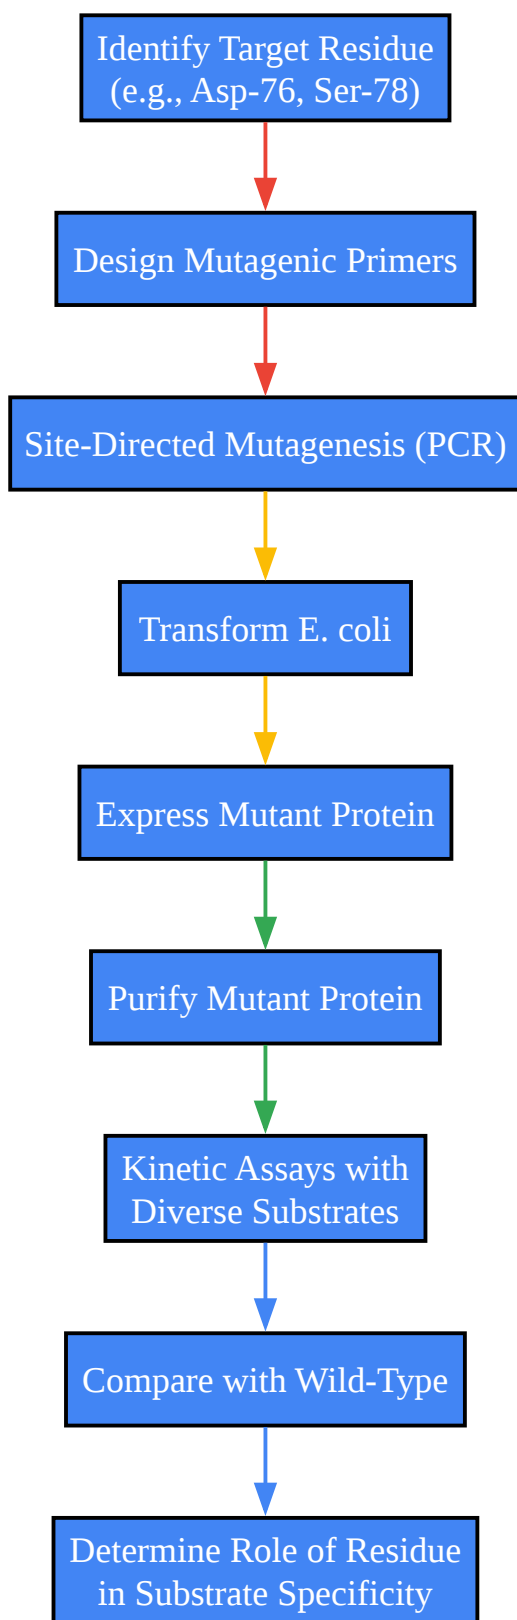 Identify Target Residue
(e.g., Asp-76, Ser-78)
Design Mutagenic Primers
Site-Directed Mutagenesis (PCR)
Transform E. coli
Express Mutant Protein
Purify Mutant Protein
Kinetic Assays with
Diverse Substrates
Compare with Wild-Type
Determine Role of Residue
in Substrate Specificity